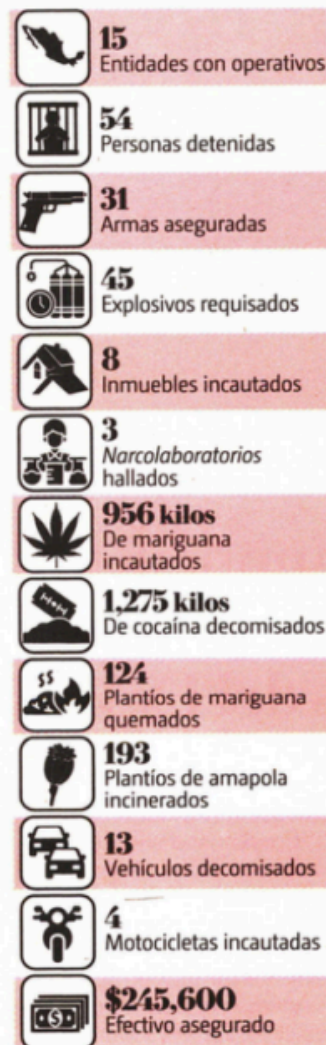 15
Entidades con operativos
54
Personas detenidas
31
Armas aseguradas
45
Explosivos requisados
8
Inmuebles incautados
3
Narcolaboratorios
hallados
956 kilos
De mariguana
incautados
1,275 kilos
De cocaína decomisados
$$
124
Plantíos de mariguana
quemados
193
Plantíos de amapola
incinerados
13
Vehículos decomisados
4
Motocicletas incautadas
$
$245,600
Efectivo asegurado